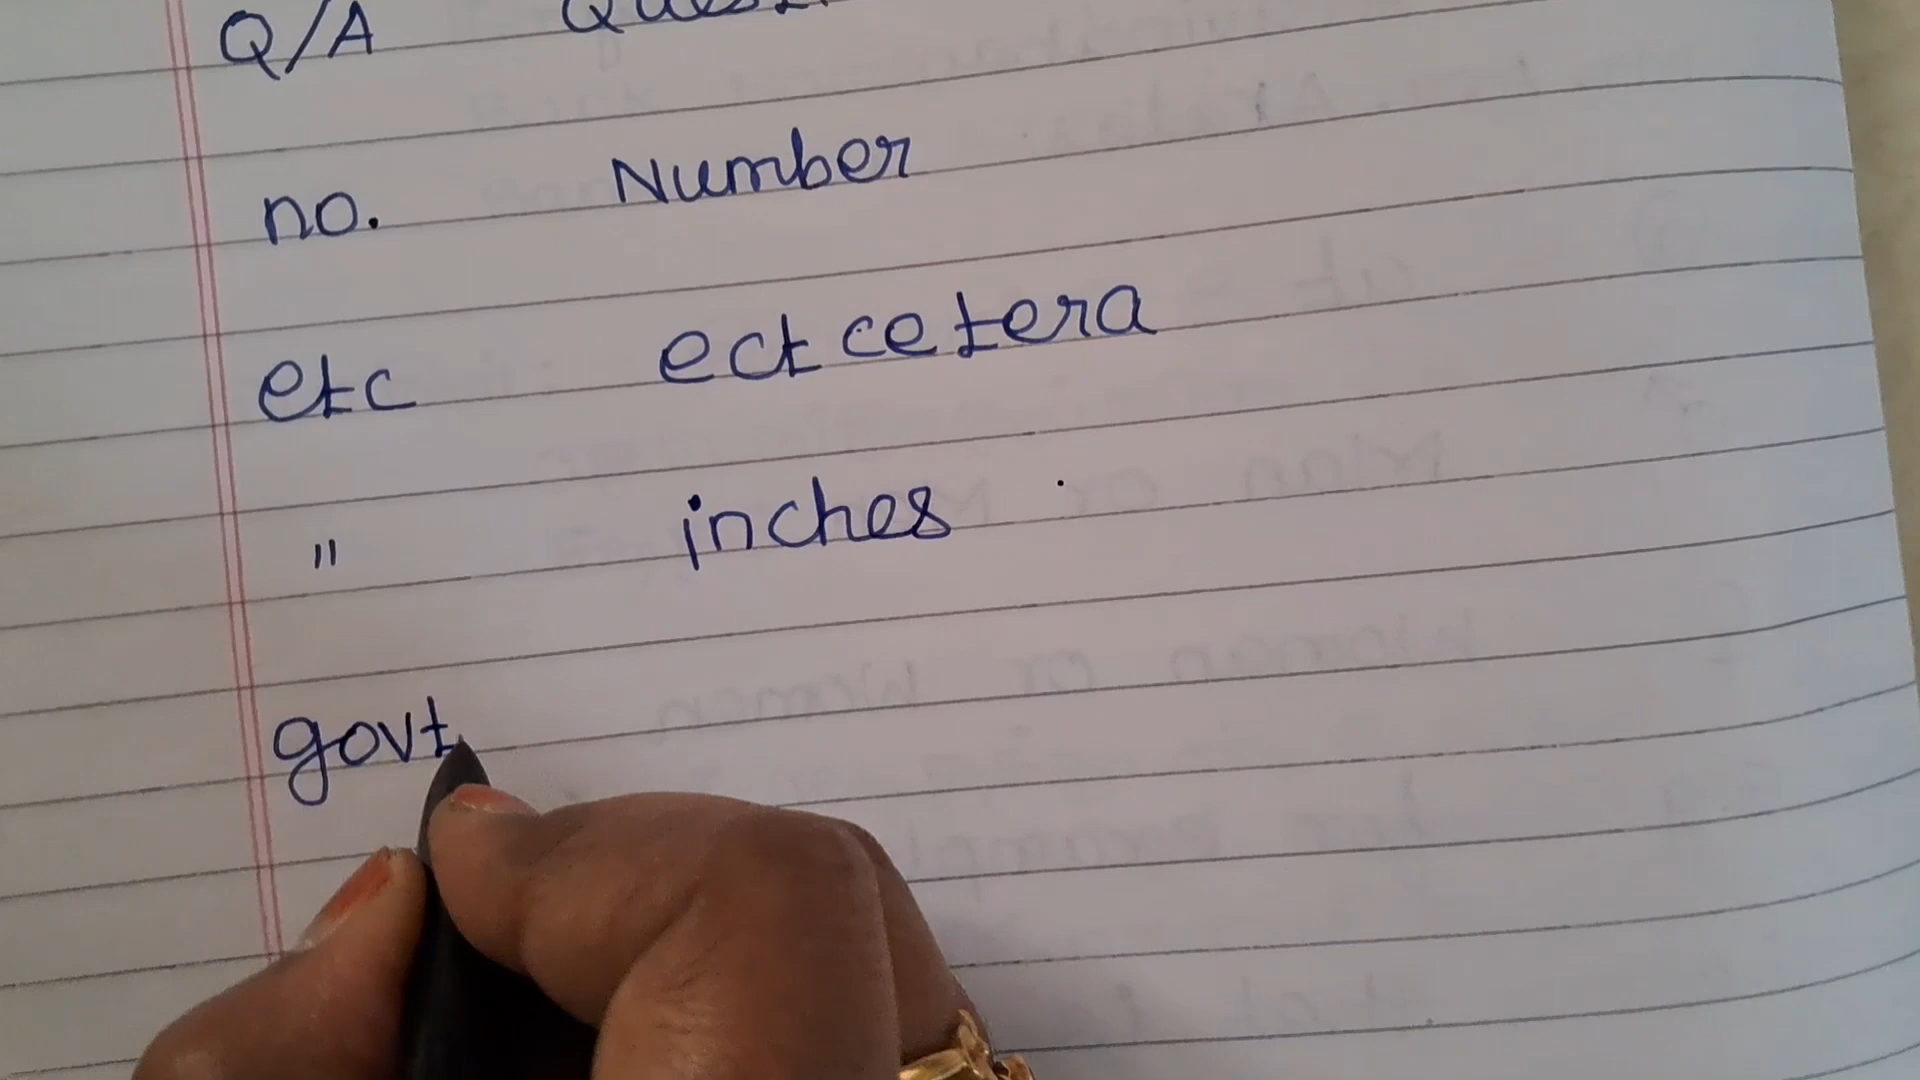 Q/A
no. Number
etc ectcetera
" inches
govt